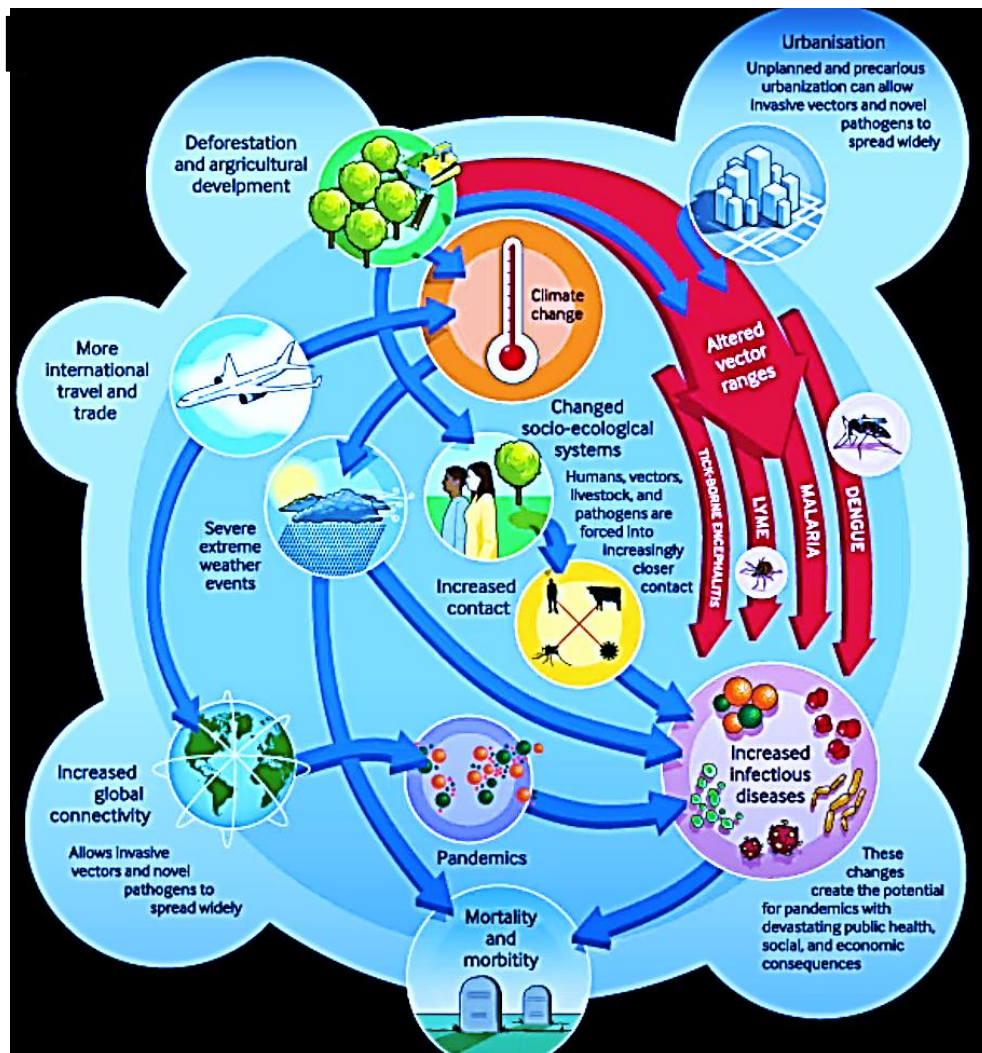 Urbanisation
Unplanned and precarious
urbanization can allow
invasive vectors and novel
pathogens to
spread widely
Deforestation
and argricultural
develpment
Climate
change
More
international
travel and
trade
Altered
vector
ranges
Changed
socio-ecological
systems
Humans, vectors,
livestock, and
pathogens are
forced into
increasingly
closer
contact
TICK-BORNE ENCEPHALITIS
LYME
MALARIA
DENGUE
Severe
extreme
weather
events
Increased
contact
Increased
global
connectivity
Allows invasive
vectors and novel
pathogens to
spread widely
Pandemics
Increased
infectious
diseases
These
changes
create the potential
for pandemics with
devastating public health,
social, and economic
consequences
Mortality
and
morbitity